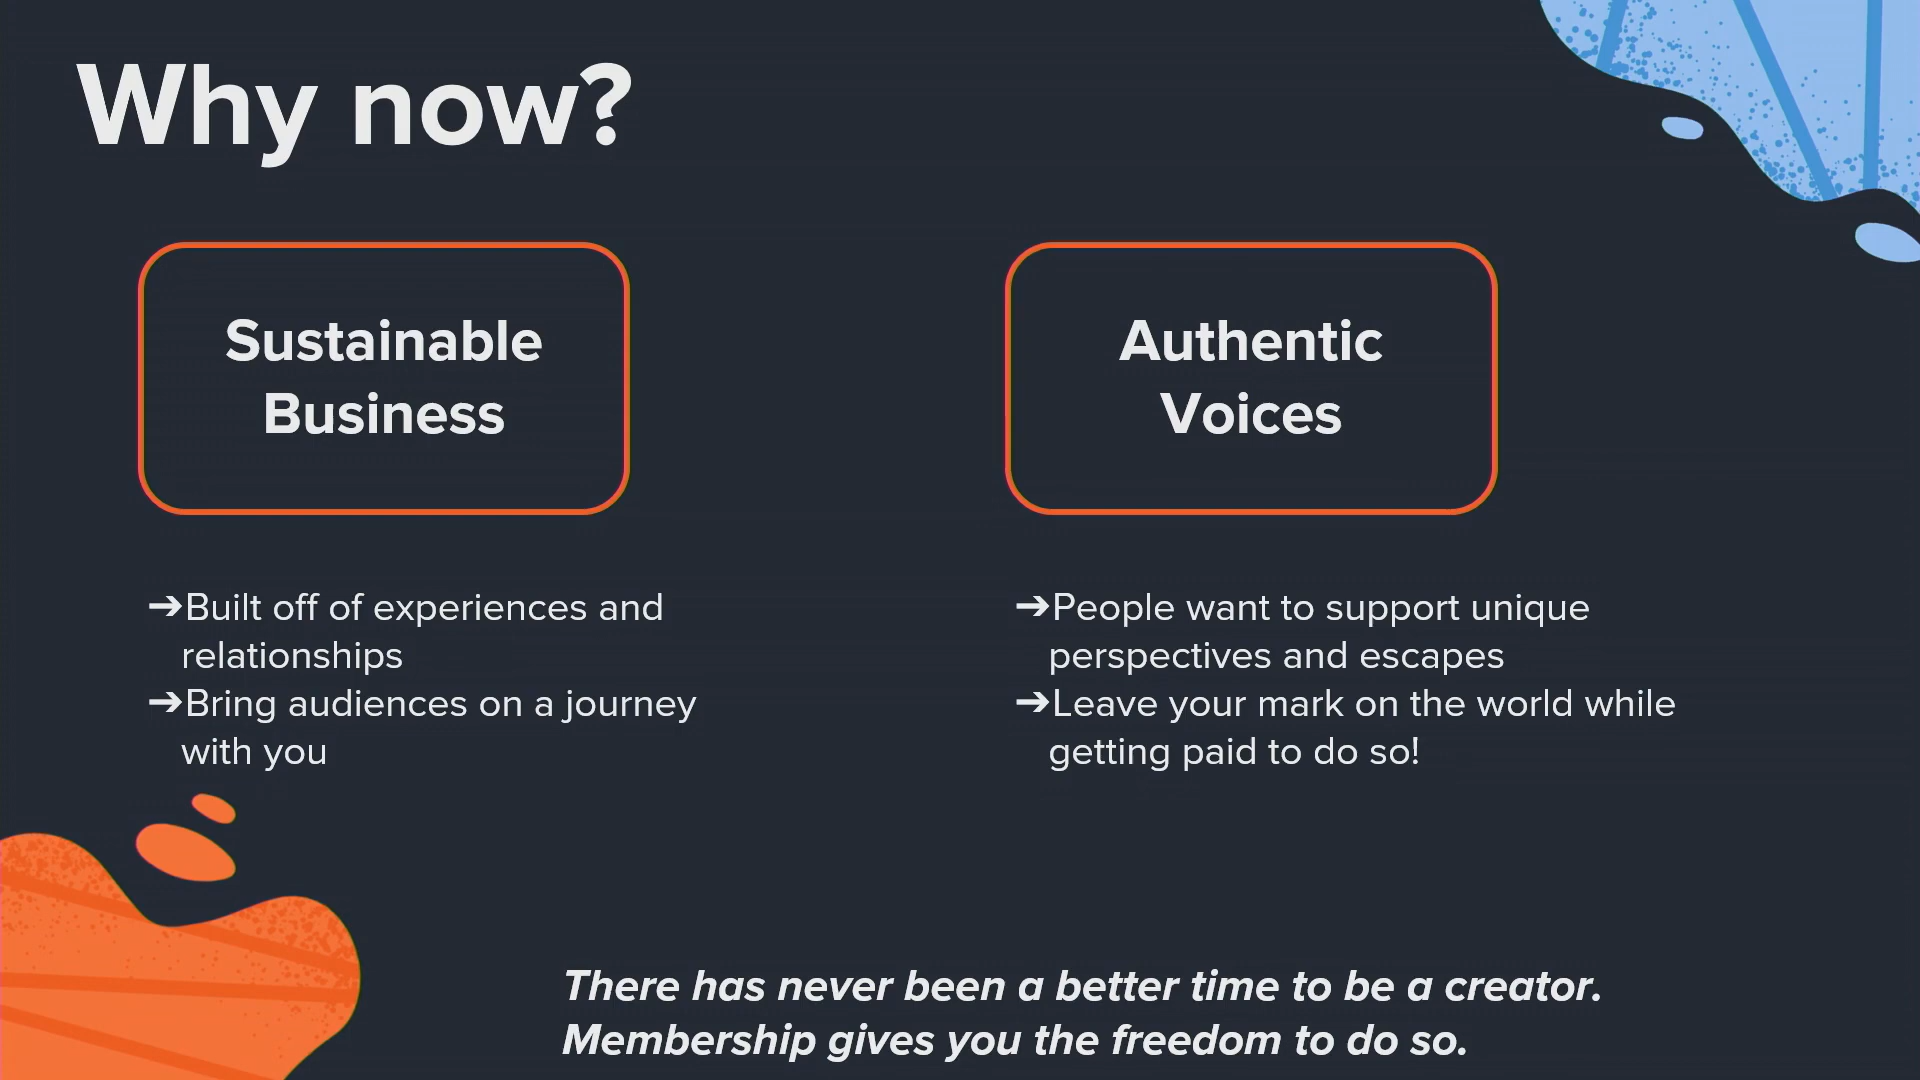 Why now?
Sustainable
Business
➔Built off of experiences and
relationships
➔Bring audiences on a journey
with you
Authentic
Voices
➔People want to support unique
perspectives and escapes
➔Leave your mark on the world while
getting paid to do so!
There has never been a better time to be a creator.
Membership gives you the freedom to do so.